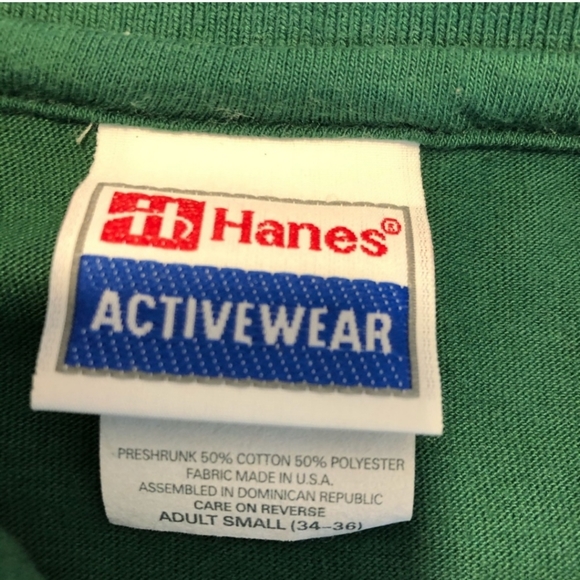 Hanes®
ACTIVEWEAR
PRESHRUNK 50% COTTON 50% POLYESTER
FABRIC MADE IN U.S.A.
ASSEMBLED IN DOMINICAN REPUBLIC
CARE ON REVERSE
ADULT SMALL (34-36)